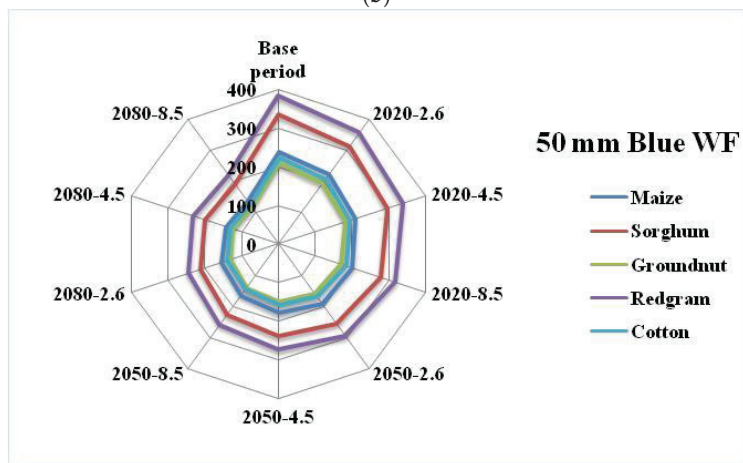 (b)
Base
period
400
2080-8.5
2020-2.6
300
50 mm Blue WF
200
2080-4.5
2020-4.5
100
Maize
0
Sorghum
Groundnut
2080-2.6
2020-8.5
Redgram
Cotton
2050-8.5
2050-2.6
2050-4.5